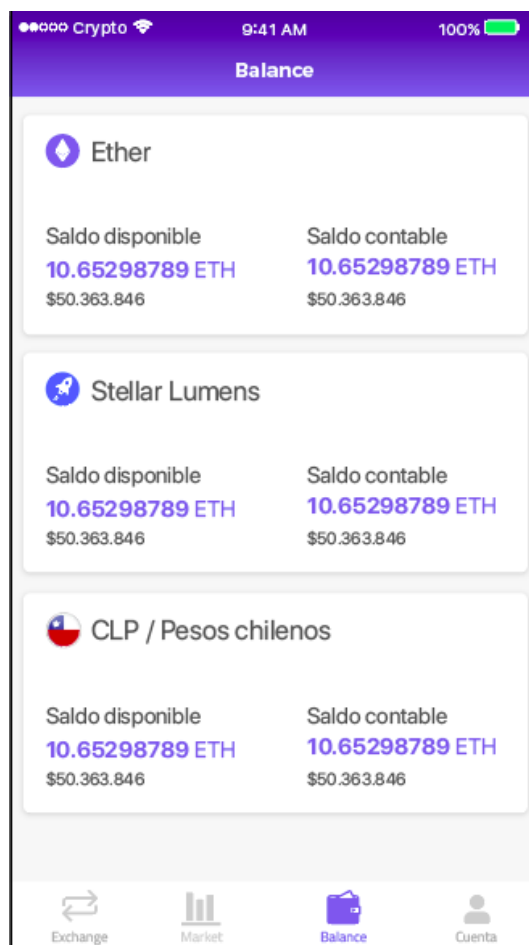 Crypto 9:41 AM 100%
Balance
Ether
Saldo disponible Saldo contable
10.65298789 ETH 10.65298789 ETH
$50.363.846 $50.363.846
Stellar Lumens
Saldo disponible Saldo contable
10.65298789 ETH 10.65298789 ETH
$50.363.846 $50.363.846
CLP / Pesos chilenos
Saldo disponible Saldo contable
10.65298789 ETH 10.65298789 ETH
$50.363.846 $50.363.846
Exchange Market Balance Cuenta